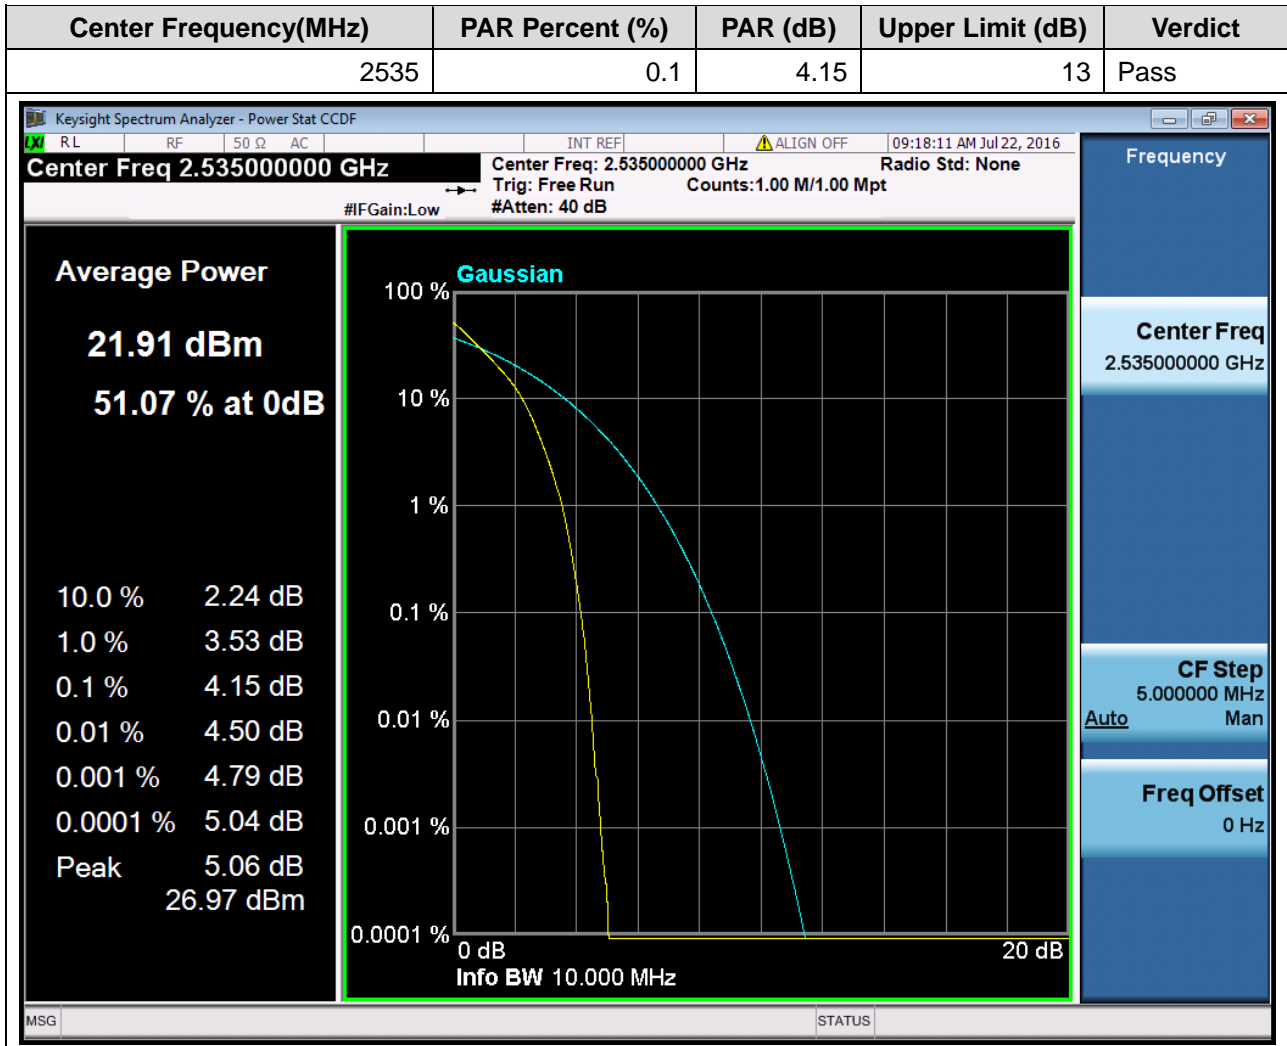 Center Frequency(MHz) PAR Percent (%) PAR (dB) Upper Limit (dB) Verdict
2535 0.1 4.15 13 Pass
Keysight Spectrum Analyzer - Power Stat CCDF
LXI RL RF 50 Ω AC INT REF ALIGN OFF 09:18:11 AM Jul 22, 2016
Center Freq 2.535000000 GHz
Center Freq: 2.535000000 GHz Radio Std: None
Trig: Free Run Counts:1.00 M/1.00 Mpt
#IFGain:Low #Atten: 40 dB
Average Power
21.91 dBm
51.07 % at 0dB
10.0 % 2.24 dB
1.0 % 3.53 dB
0.1 % 4.15 dB
0.01 % 4.50 dB
0.001 % 4.79 dB
0.0001 % 5.04 dB
Peak 5.06 dB
26.97 dBm
Gaussian
100 %
10 %
1 %
0.1 %
0.01 %
0.001 %
0.0001 %
0 dB 20 dB
Info BW 10.000 MHz
Frequency
Center Freq
2.535000000 GHz
CF Step
5.000000 MHz
Auto Man
Freq Offset
0 Hz
MSG STATUS